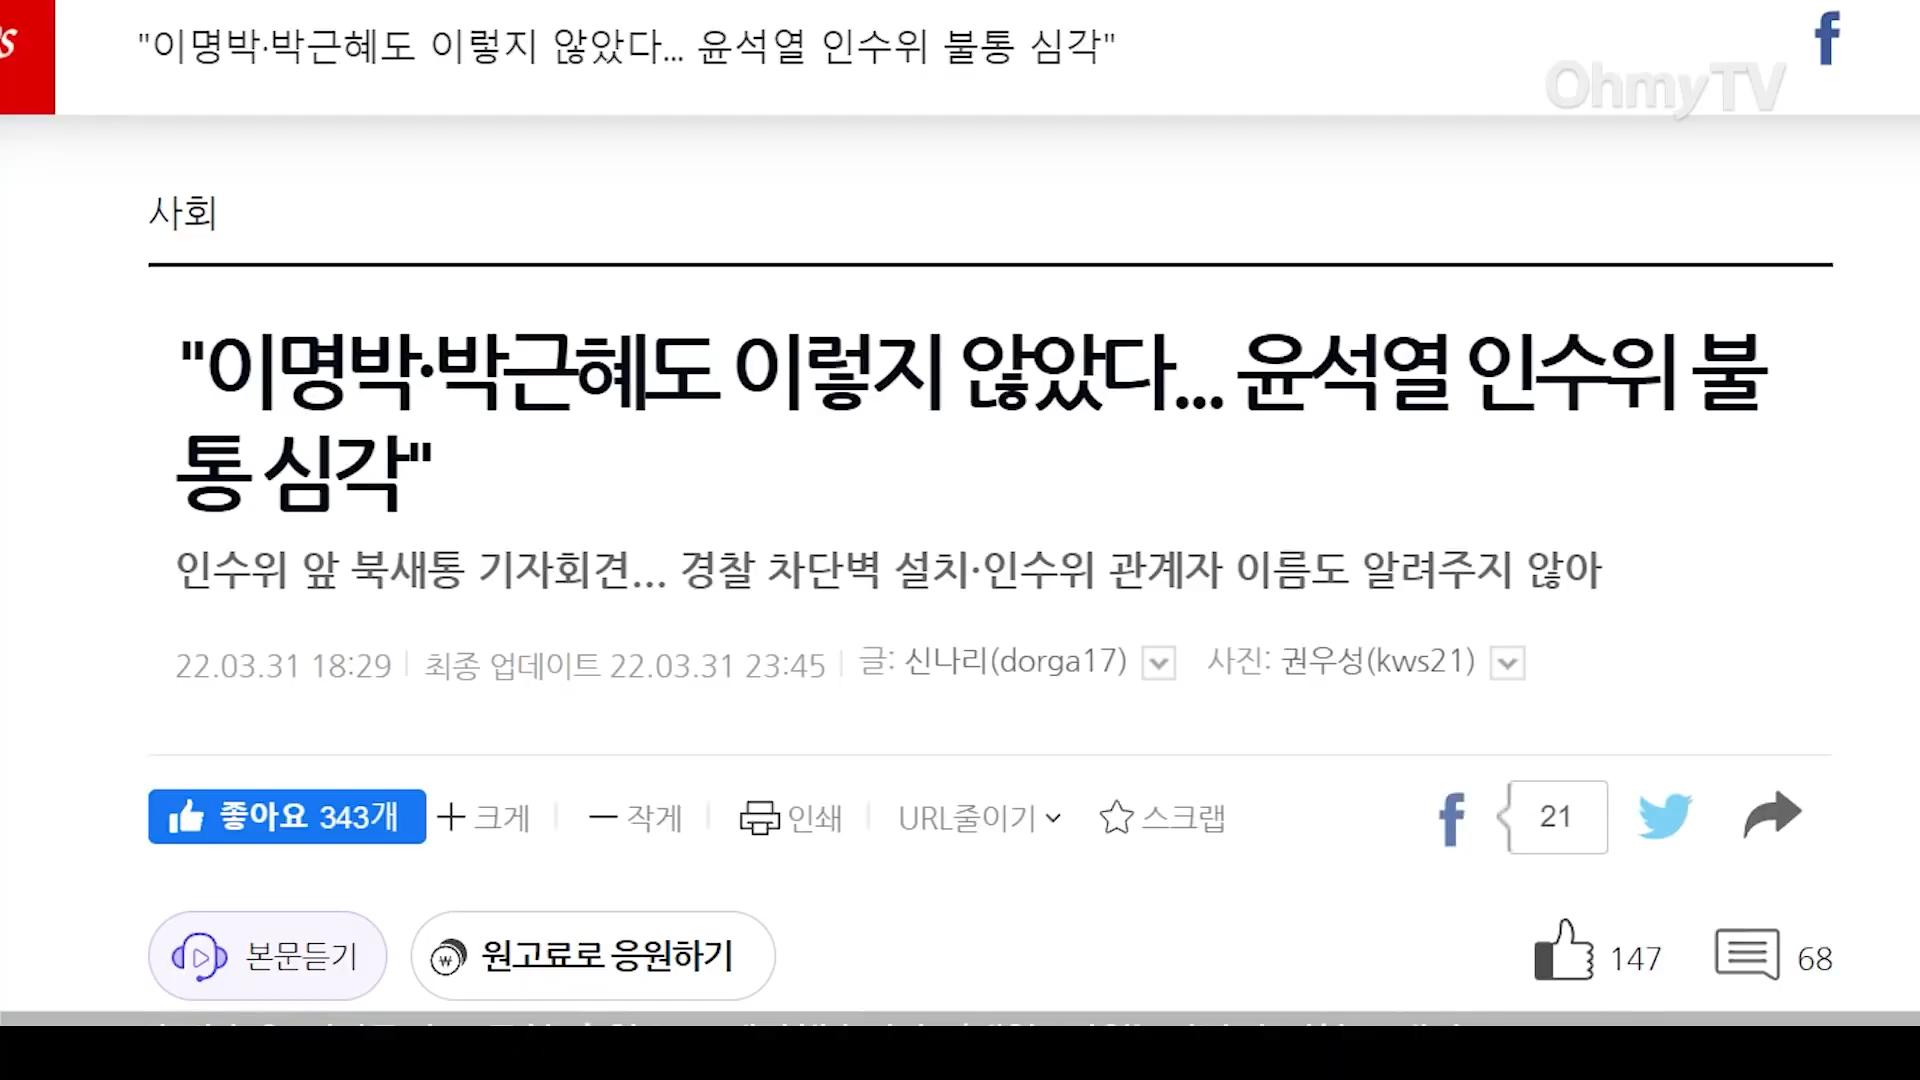 "이명박·박근혜도 이렇지 않았다... 윤석열 인수위 불통 심각"
OhmyTV
사회
"이명박·박근혜도 이렇지 않았다... 윤석열 인수위 불
통 심각"
인수위 앞 북새통 기자회견... 경찰 차단벽 설치·인수위 관계자 이름도 알려주지 않아
22.03.31 18:29 최종 업데이트 22.03.31 23:45 글: 신나리(dorga17) 사진: 권우성(kws21)
좋아요 343개 크게 작게 인쇄 URL줄이기 스크랩 21
본문듣기 원고료로 응원하기 147 68